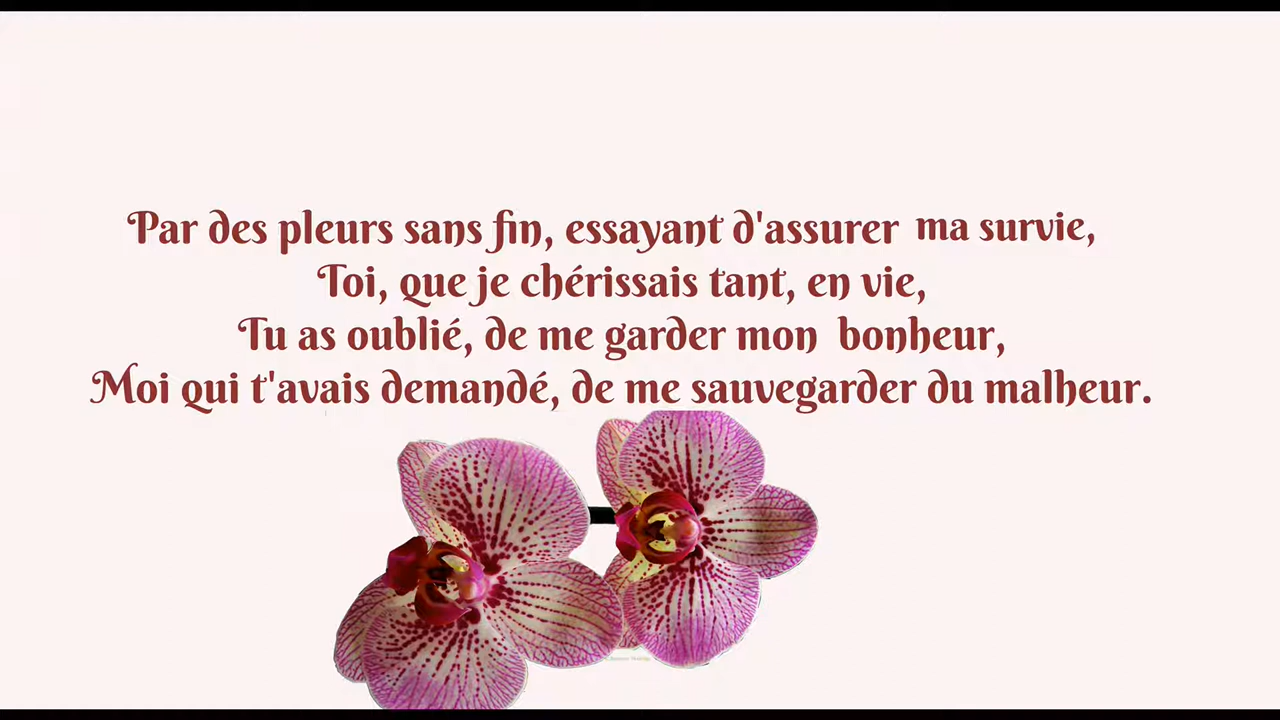 Par des pleurs sans fin, essayant d'assurer ma survie,
Toi, que je chérissais tant, en vie,
Tu as oublié, de me garder mon bonheur,
Moi qui t'avais demandé, de me sauvegarder du malheur.